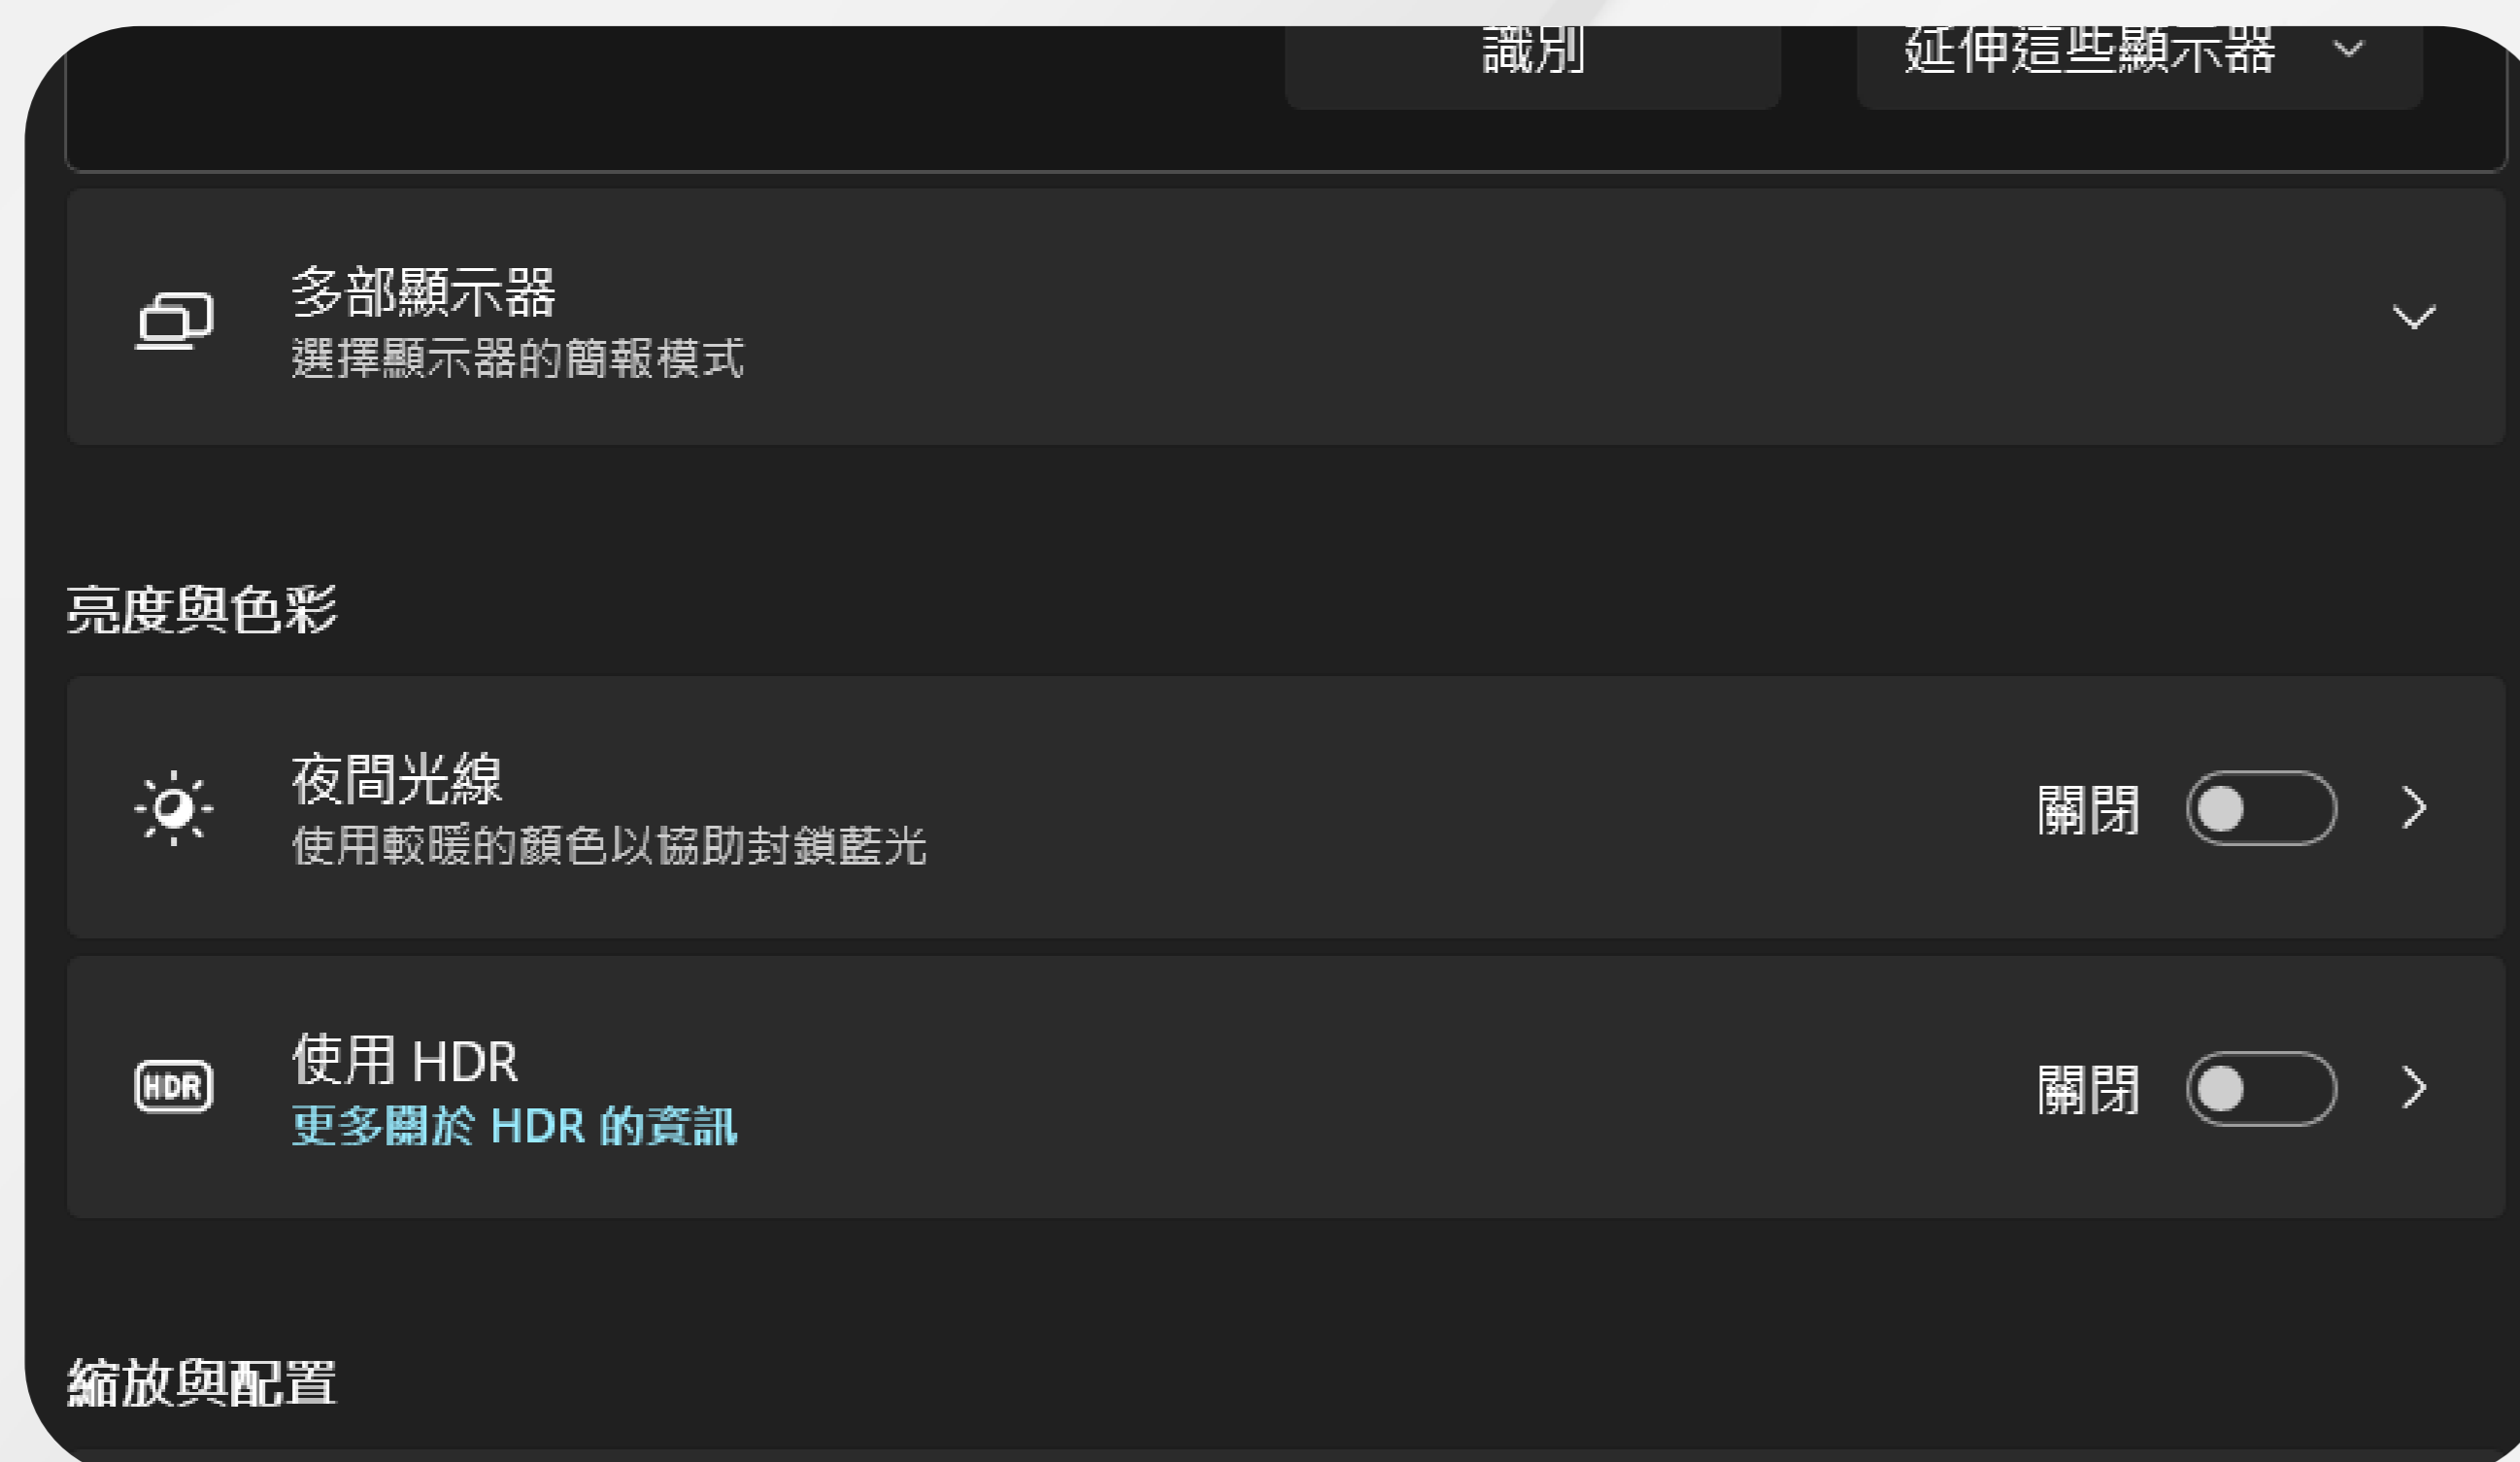 識別
延伸這些顯示器
多部顯示器
選擇顯示器的簡報模式
亮度與色彩
夜間光線
使用較暖的顏色以協助封鎖藍光
關閉
HDR
使用 HDR
更多關於 HDR 的資訊
關閉
縮放與配置